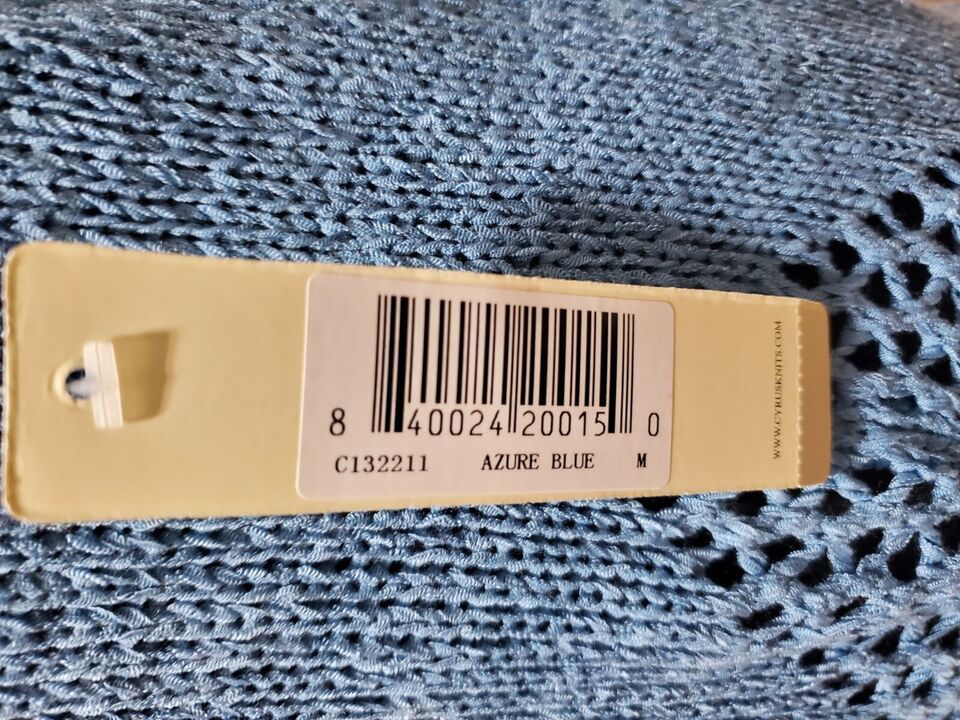 8 40024 20015 0
C132211 AZURE BLUE M
WWW.CYRUSKNITS.COM